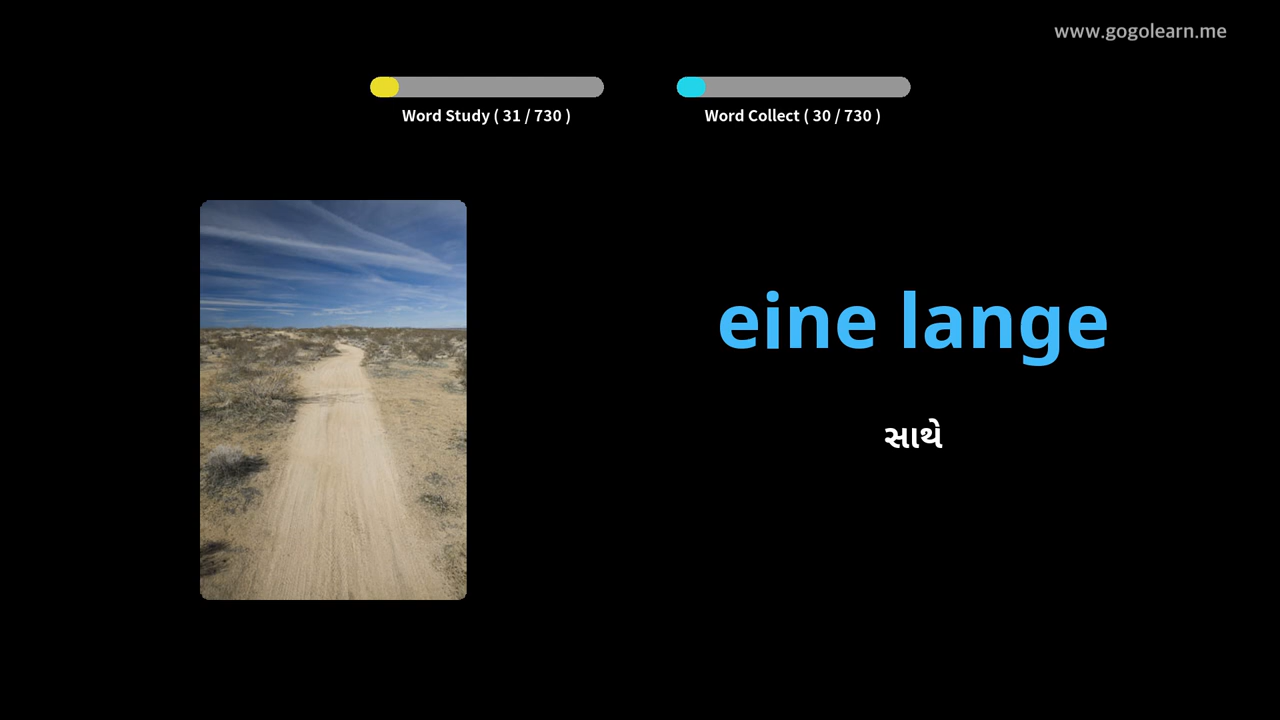 www.gogolearn.me
Word Study ( 31 / 730 )
Word Collect ( 30 / 730 )
eine lange
સાથે